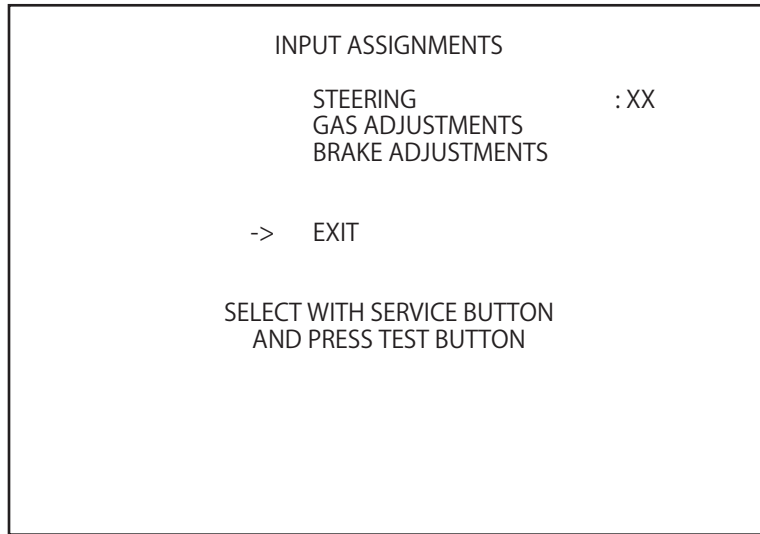 INPUT ASSIGNMENTS
STEERING : XX
GAS ADJUSTMENTS
BRAKE ADJUSTMENTS
-> EXIT
SELECT WITH SERVICE BUTTON
AND PRESS TEST BUTTON